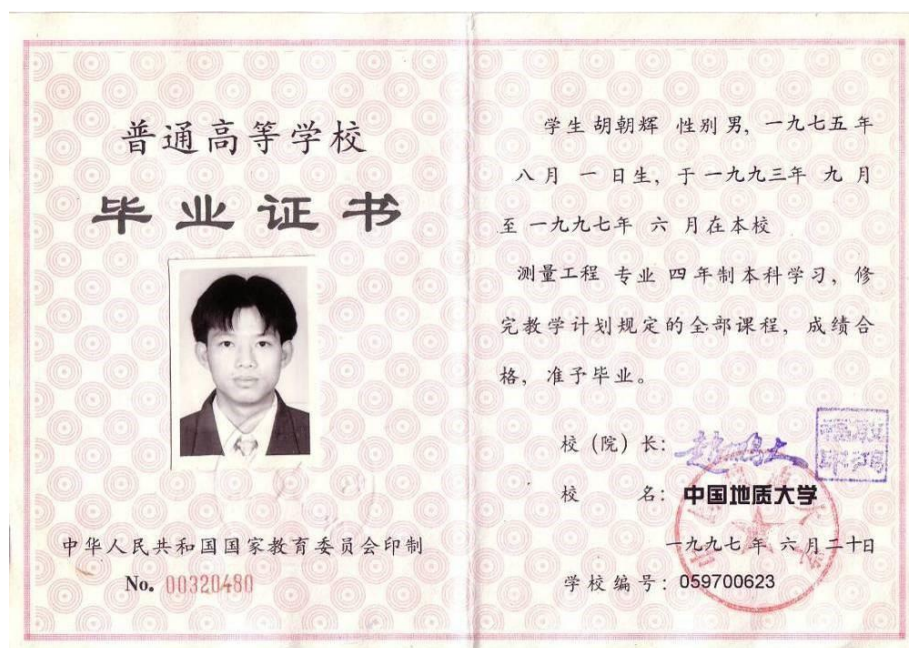 普通高等学校
毕业证书
中华人民共和国国家教育委员会印制
No. 00320480
学生 胡朝辉 性别 男, 一九七五年
八月 一 日生, 于一九九三年 九 月
至一九九七年 六 月在本校
测量工程 专业 四 年制本科学习, 修
完教学计划规定的全部课程, 成绩合
格, 准予毕业。
校 (院) 长: 赵鹏大
校 名: 中国地质大学
一九九七 年 六 月二十日
学校编号: 059700623